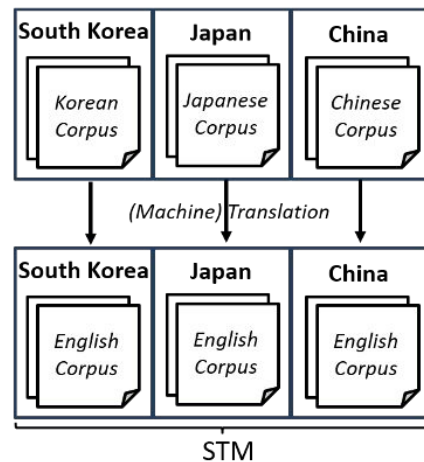 South Korea
Japan
China
Korean
Corpus
Japanese
Corpus
Chinese
Corpus
(Machine) Translation
South Korea
Japan
China
English
Corpus
English
Corpus
English
Corpus
STM